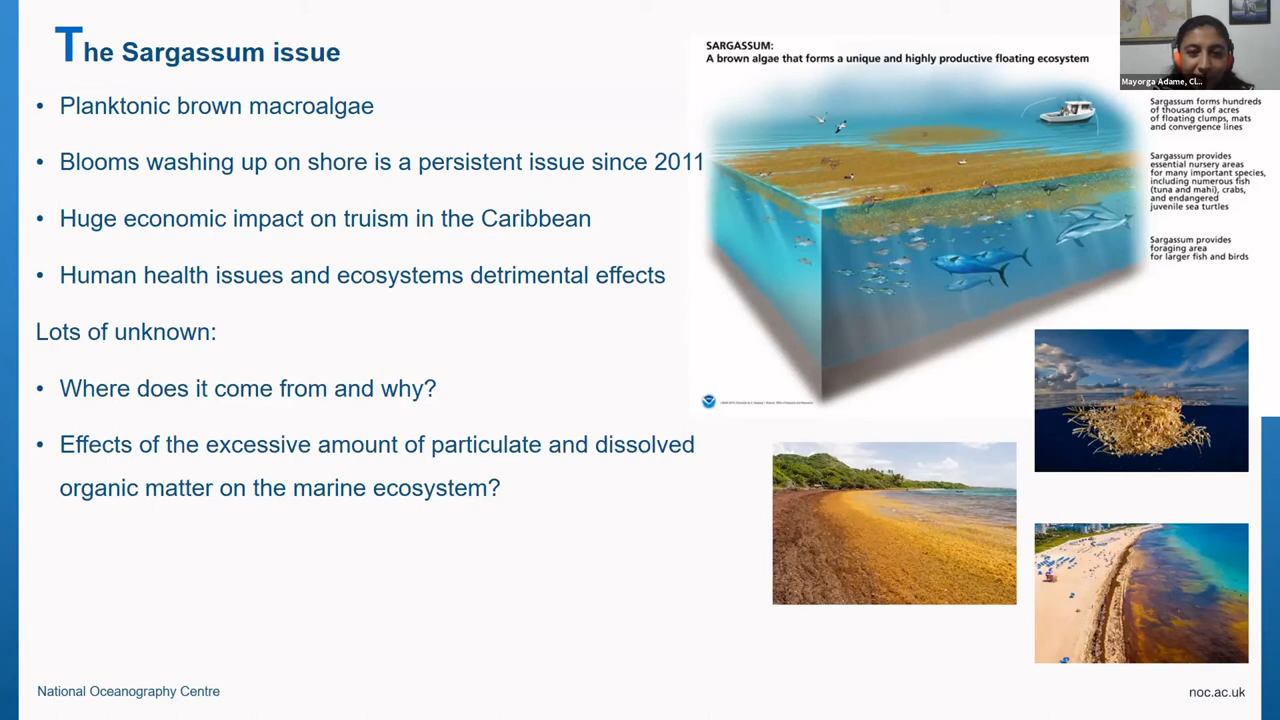 The Sargassum issue
• Planktonic brown macroalgae
• Blooms washing up on shore is a persistent issue since 2011
• Huge economic impact on truism in the Caribbean
• Human health issues and ecosystems detrimental effects
Lots of unknown:
• Where does it come from and why?
• Effects of the excessive amount of particulate and dissolved
organic matter on the marine ecosystem?
SARGASSUM:
A brown algae that forms a unique and highly productive floating ecosystem
Mayorga Adame, Cl...
Sargassum forms hundreds
of thousands of acres
of floating clumps, mats
and convergence lines
Sargassum provides
essential nursery areas
for many important species,
including numerous fish
(tuna and mahi), crabs,
and endangered
juvenile sea turtles
Sargassum provides
foraging area
for larger fish and birds
National Oceanography Centre
noc.ac.uk